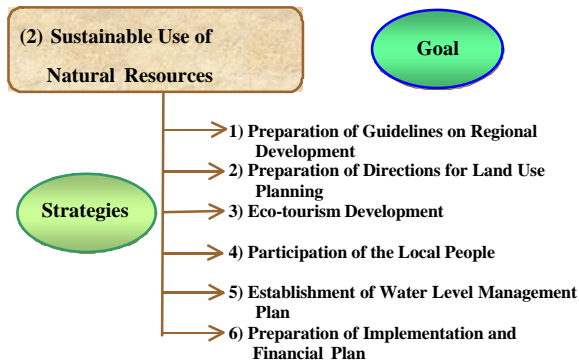 (2) Sustainable Use of
Natural Resources
Goal
1) Preparation of Guidelines on Regional
Development
2) Preparation of Directions for Land Use
Planning
Strategies
3) Eco-tourism Development
4) Participation of the Local People
5) Establishment of Water Level Management
Plan
6) Preparation of Implementation and
Financial Plan